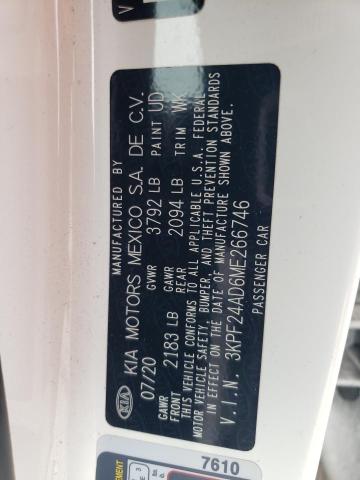 MANUFACTURED BY
KIA KIA MOTORS MEXICO S.A. DE C.V.
07/20 GVWR 3792 LB PAINT UD
GAWR FRONT 2183 LB GAWR REAR 2094 LB TRIM WK
THIS VEHICLE CONFORMS TO ALL APPLICABLE U.S.A. FEDERAL
MOTOR VEHICLE SAFETY, BUMPER, AND THEFT PREVENTION STANDARDS
IN EFFECT ON THE DATE OF MANUFACTURE SHOWN ABOVE.
V.I.N. 3KPF24AD6ME266746
PASSENGER CAR
7610
V